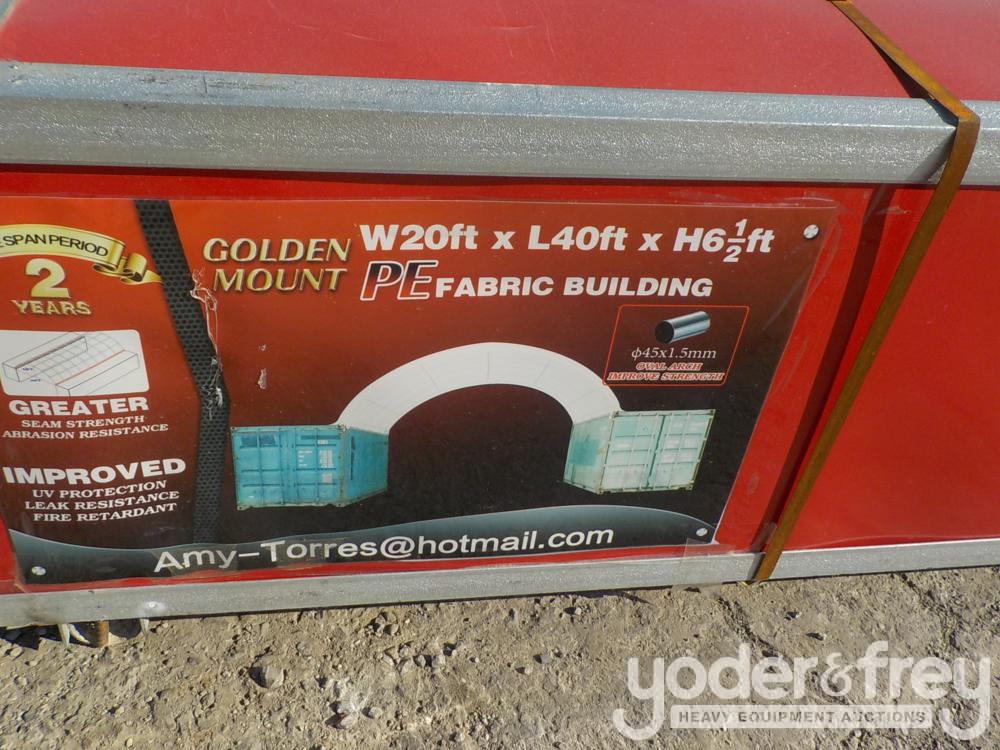 SPAN PERIOD
2
YEARS
GREATER
SEAM STRENGTH
ABRASION RESISTANCE
IMPROVED
UV PROTECTION
LEAK RESISTANCE
FIRE RETARDANT
GOLDEN
MOUNT
W20ft x L40ft x H6½ft
PE FABRIC BUILDING
ϕ45x1.5mm
OVAL ARCH
IMPROVE STRENGTH
Amy-Torres@hotmail.com
yoder&frey
HEAVY EQUIPMENT AUCTIONS